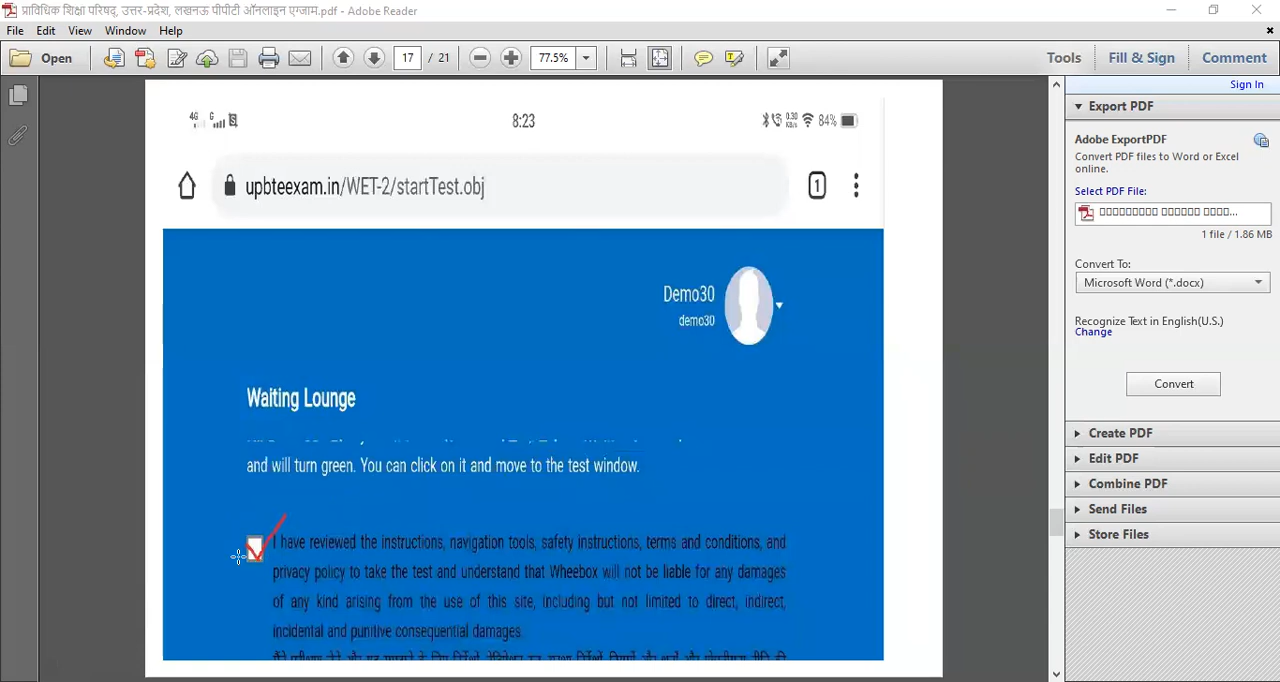 प्राविधिक शिक्षा परिषद्, उत्तर-प्रदेश, लखनऊ पीपीटी ऑनलाइन एग्जाम.pdf - Adobe Reader
File Edit View Window Help
Open 17 / 21 77.5% Tools Fill & Sign Comment
Sign In
Export PDF
Adobe ExportPDF
Convert PDF files to Word or Excel
online.
Select PDF File:
1 file / 1.86 MB
Convert To:
Microsoft Word (*.docx)
Recognize Text in English(U.S.)
Change
Convert
Create PDF
Edit PDF
Combine PDF
Send Files
Store Files
4G G 8:23 0.30 KB/s 84%
upbteexam.in/WET-2/startTest.obj 1
Demo30
demo30
Waiting Lounge
and will turn green. You can click on it and move to the test window.
I have reviewed the instructions, navigation tools, safety instructions, terms and conditions, and
privacy policy to take the test and understand that Wheebox will not be liable for any damages
of any kind arising from the use of this site, including but not limited to direct, indirect,
incidental and punitive consequential damages.